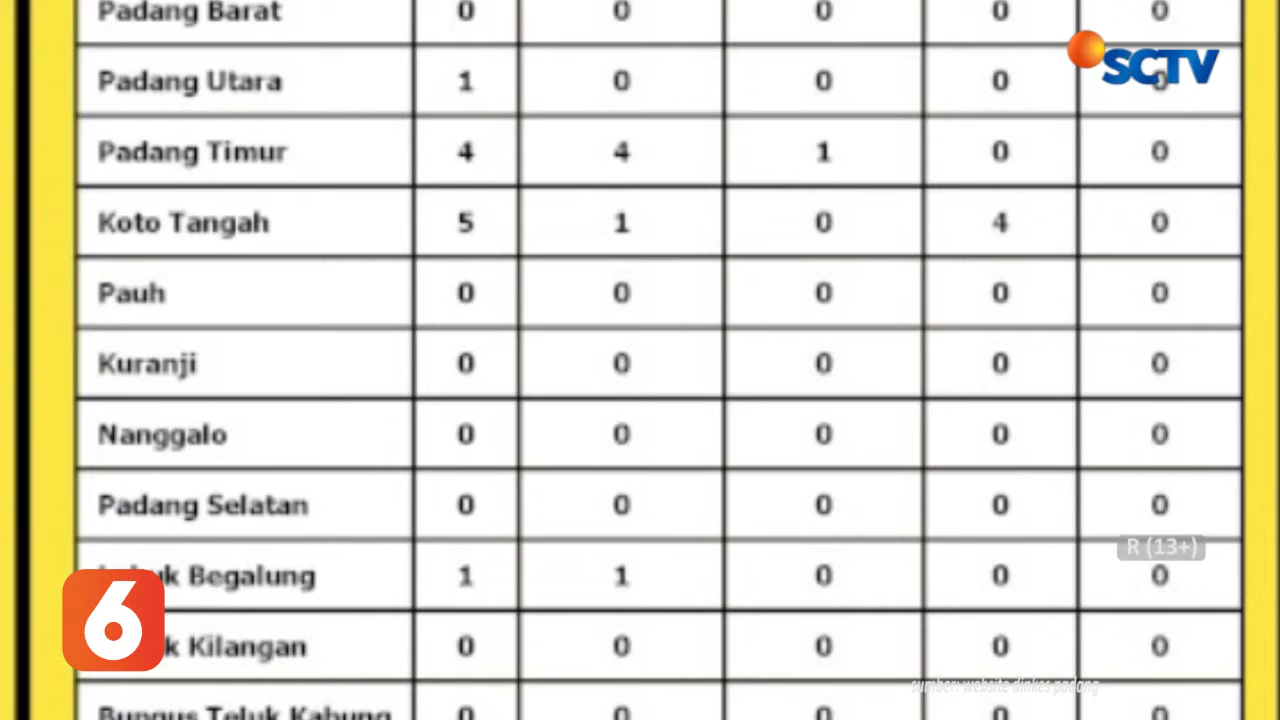 Padang Barat 0 0 0 0 0
SCTV
Padang Utara 1 0 0 0 0
Padang Timur 4 4 1 0 0
Koto Tangah 5 1 0 4 0
Pauh 0 0 0 0 0
Kuranji 0 0 0 0 0
Nanggalo 0 0 0 0 0
Padang Selatan 0 0 0 0 0
R (13+)
Begalung 1 1 0 0 0
6
Kilangan 0 0 0 0 0
sumber: website dinkes padang
Bungus Teluk Kabung 0 0 0 0 0